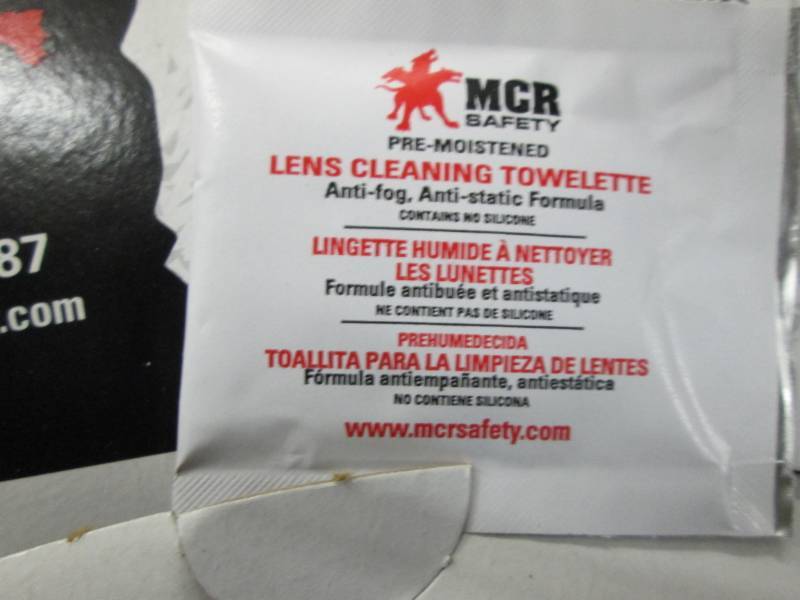 MCR
SAFETY
PRE-MOISTENED
LENS CLEANING TOWELETTE
Anti-fog, Anti-static Formula
CONTAINS NO SILICONE
LINGETTE HUMIDE À NETTOYER
LES LUNETTES
Formule antibuée et antistatique
NE CONTIENT PAS DE SILICONE
PREHUMEDECIDA
TOALLITA PARA LA LIMPIEZA DE LENTES
Fórmula antiempañante, antiestática
NO CONTIENE SILICONA
www.mcrsafety.com
87
.com